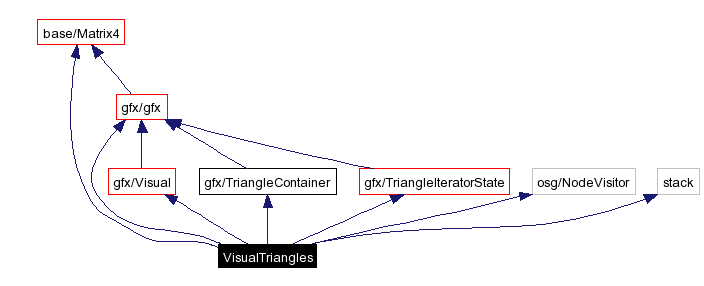 base/Matrix4
gfx/gfx
gfx/Visual
gfx/TriangleContainer
gfx/TriangleIteratorState
osg/NodeVisitor
stack
VisualTriangles